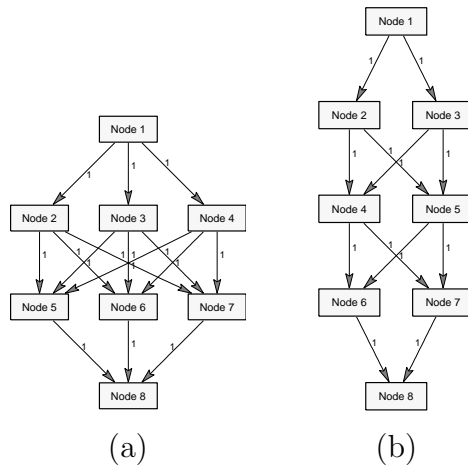 Node 1
1 1 1
Node 2 Node 3 Node 4
1 1 1 1 1 1 1 1 1
Node 5 Node 6 Node 7
1 1 1
Node 8
(a)
Node 1
1 1
Node 2 Node 3
1 1 1 1
Node 4 Node 5
1 1 1 1
Node 6 Node 7
1 1
Node 8
(b)